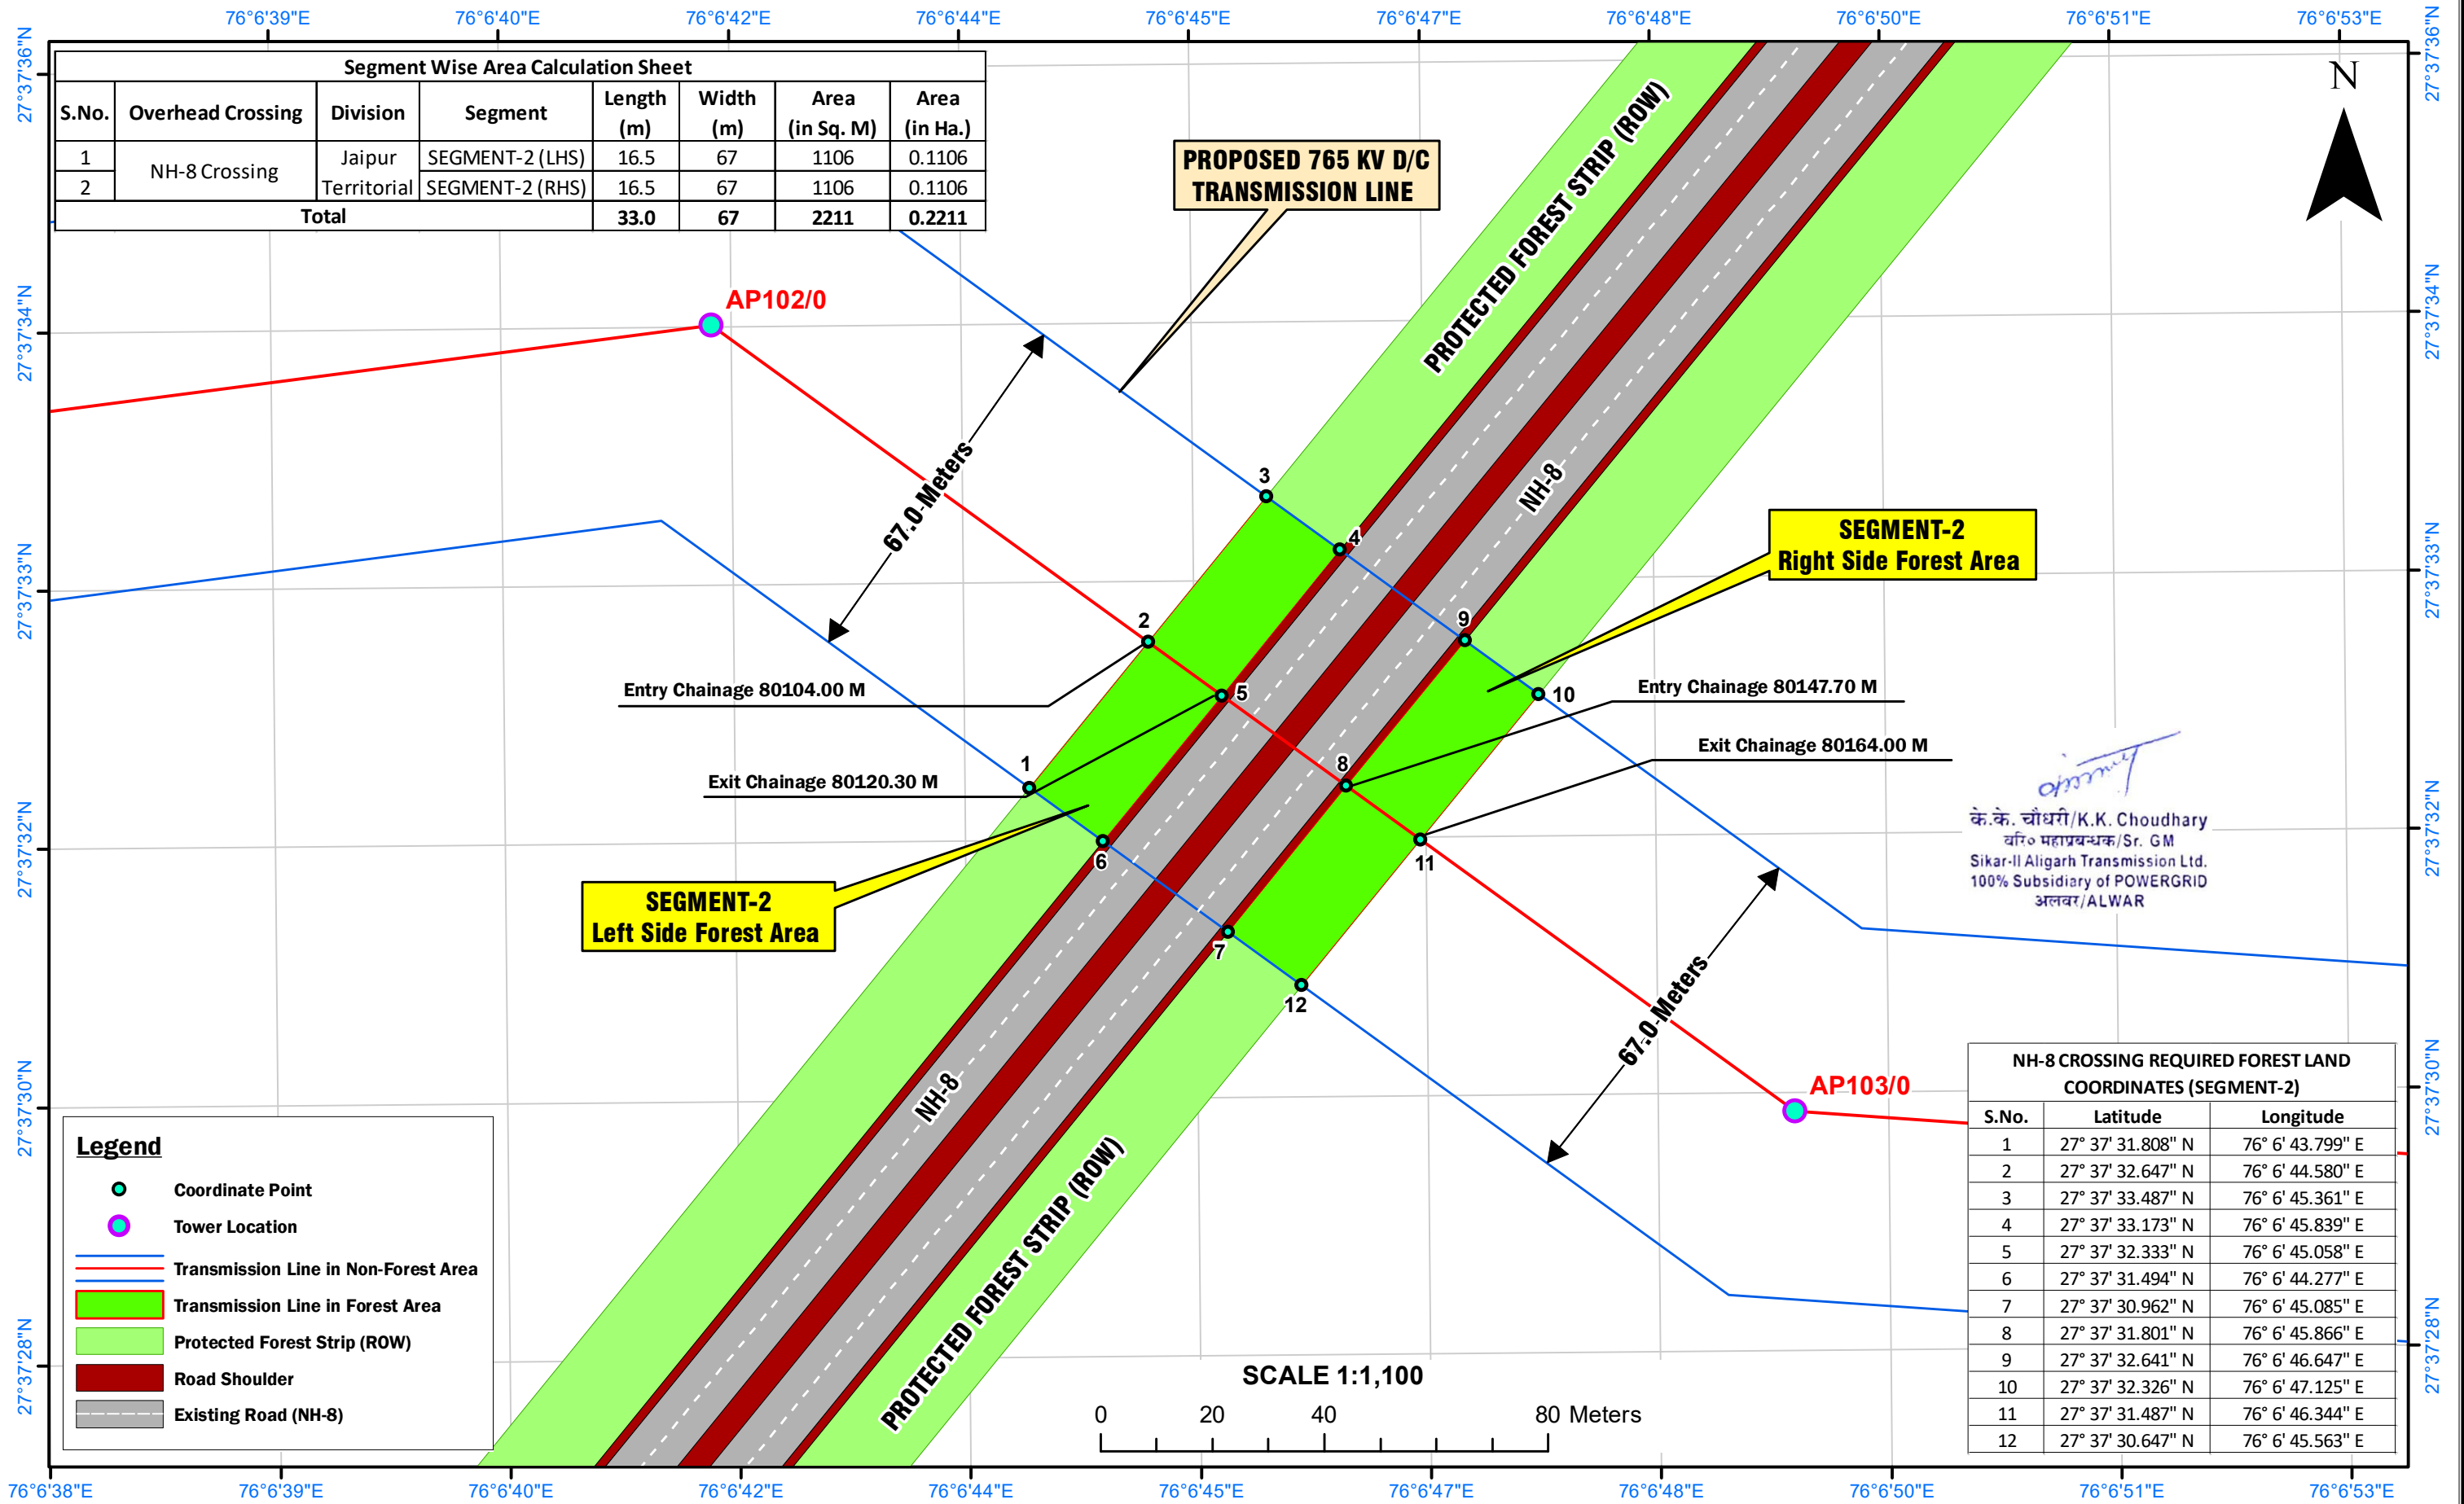 76°6'39"E 76°6'40"E 76°6'42"E 76°6'44"E 76°6'45"E 76°6'47"E 76°6'48"E 76°6'50"E 76°6'51"E 76°6'53"E
27°37'36"N
27°37'34"N
27°37'33"N
27°37'32"N
27°37'30"N
27°37'28"N
27°37'36"N
27°37'34"N
27°37'33"N
27°37'32"N
27°37'30"N
27°37'28"N
Segment Wise Area Calculation Sheet
S.No. Overhead Crossing Division Segment Length (m) Width (m) Area (in Sq. M) Area (in Ha.)
1 NH-8 Crossing Jaipur Territorial SEGMENT-2 (LHS) 16.5 67 1106 0.1106
2 SEGMENT-2 (RHS) 16.5 67 1106 0.1106
Total 33.0 67 2211 0.2211
PROPOSED 765 KV D/C
TRANSMISSION LINE
N
PROTECTED FOREST STRIP (ROW)
AP102/0
67.0-Meters
3
4
NH-8
SEGMENT-2
Right Side Forest Area
2
9
5
10
Entry Chainage 80104.00 M
Entry Chainage 80147.70 M
Exit Chainage 80164.00 M
1
8
Exit Chainage 80120.30 M
6
11
7
12
SEGMENT-2
Left Side Forest Area
के.के. चौधरी/K.K. Choudhary
वरि० महाप्रबन्धक/Sr. GM
Sikar-II Aligarh Transmission Ltd.
100% Subsidiary of POWERGRID
अलवर/ALWAR
67.0-Meters
AP103/0
NH-8
PROTECTED FOREST STRIP (ROW)
Legend
Coordinate Point
Tower Location
Transmission Line in Non-Forest Area
Transmission Line in Forest Area
Protected Forest Strip (ROW)
Road Shoulder
Existing Road (NH-8)
SCALE 1:1,100
0 20 40 80 Meters
NH-8 CROSSING REQUIRED FOREST LAND
COORDINATES (SEGMENT-2)
S.No. Latitude Longitude
1 27° 37' 31.808" N 76° 6' 43.799" E
2 27° 37' 32.647" N 76° 6' 44.580" E
3 27° 37' 33.487" N 76° 6' 45.361" E
4 27° 37' 33.173" N 76° 6' 45.839" E
5 27° 37' 32.333" N 76° 6' 45.058" E
6 27° 37' 31.494" N 76° 6' 44.277" E
7 27° 37' 30.962" N 76° 6' 45.085" E
8 27° 37' 31.801" N 76° 6' 45.866" E
9 27° 37' 32.641" N 76° 6' 46.647" E
10 27° 37' 32.326" N 76° 6' 47.125" E
11 27° 37' 31.487" N 76° 6' 46.344" E
12 27° 37' 30.647" N 76° 6' 45.563" E
76°6'38"E 76°6'39"E 76°6'40"E 76°6'42"E 76°6'44"E 76°6'45"E 76°6'47"E 76°6'48"E 76°6'50"E 76°6'51"E 76°6'53"E